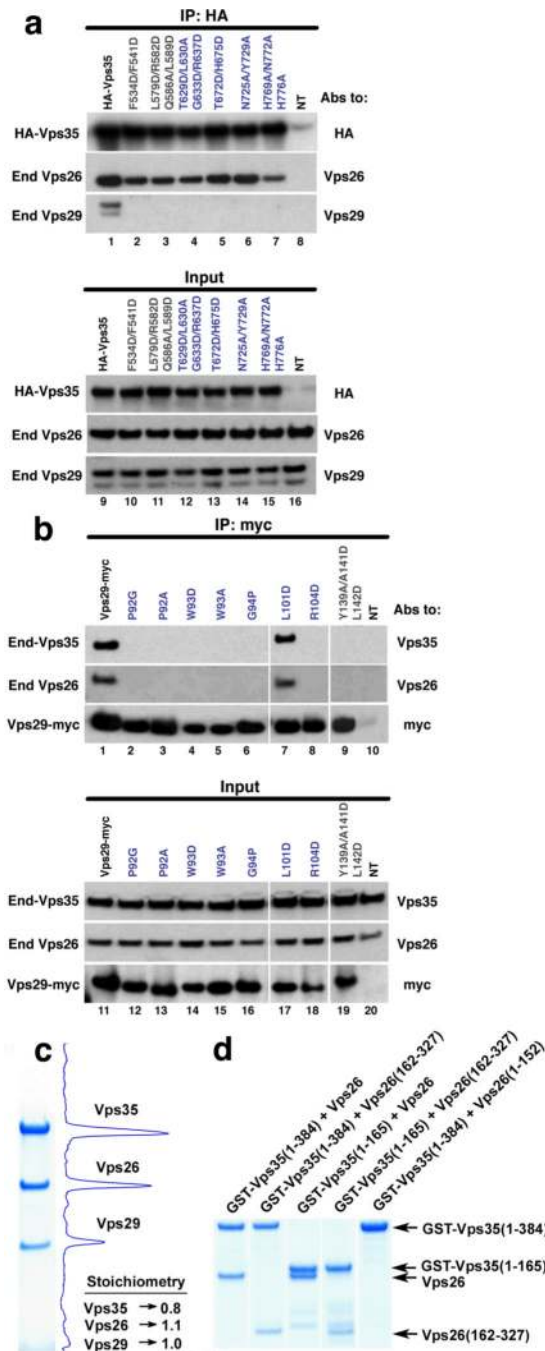 a
IP: HA
HA-Vps35
F534D/F541D
L579D/R582D
Q586A/L589D
T629D/L630A
G633D/R637D
T672D/H675D
N725A/Y729A
H769A/N772A
H776A
NT
Abs to:
HA-Vps35 HA
End Vps26 Vps26
End Vps29 Vps29
1 2 3 4 5 6 7 8
Input
HA-Vps35
F534D/F541D
L579D/R582D
Q586A/L589D
T629D/L630A
G633D/R637D
T672D/H675D
N725A/Y729A
H769A/N772A
H776A
NT
HA-Vps35 HA
End Vps26 Vps26
End Vps29 Vps29
9 10 11 12 13 14 15 16
b
IP: myc
Vps29-myc
P92G
P92A
W93D
W93A
G94P
L101D
R104D
Y139A/A141D
L142D
NT
Abs to:
End-Vps35 Vps35
End Vps26 Vps26
Vps29-myc myc
1 2 3 4 5 6 7 8 9 10
Input
Vps29-myc
P92G
P92A
W93D
W93A
G94P
L101D
R104D
Y139A/A141D
L142D
NT
End-Vps35 Vps35
End Vps26 Vps26
Vps29-myc myc
11 12 13 14 15 16 17 18 19 20
c
Vps35
Vps26
Vps29
Stoichiometry
Vps35 → 0.8
Vps26 → 1.1
Vps29 → 1.0
d
GST-Vps35(1-384) + Vps26
GST-Vps35(1-384) + Vps26(162-327)
GST-Vps35(1-165) + Vps26
GST-Vps35(1-165) + Vps26(162-327)
GST-Vps35(1-384) + Vps26(1-152)
GST-Vps35(1-384)
GST-Vps35(1-165)
Vps26
Vps26(162-327)